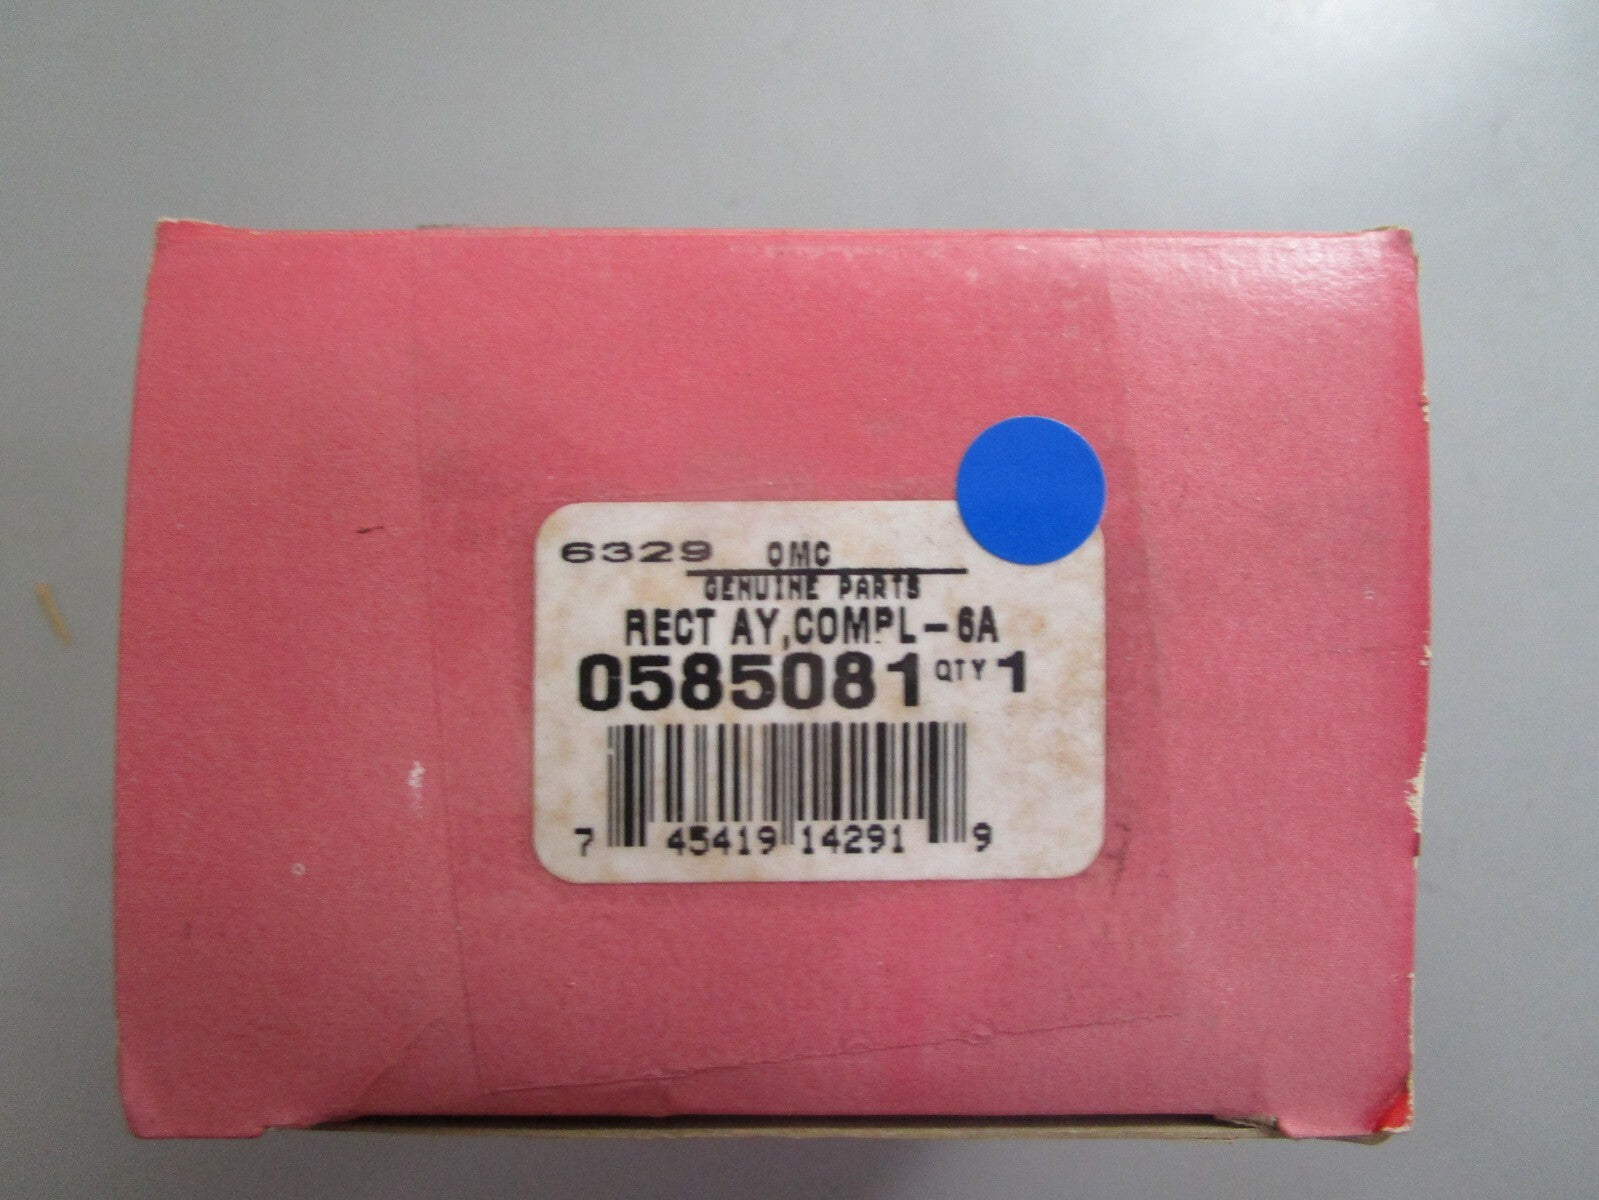 6329 OMC
GENUINE PARTS
RECT AY,COMPL-6A
0585081 QTY 1
7 45419 14291 9